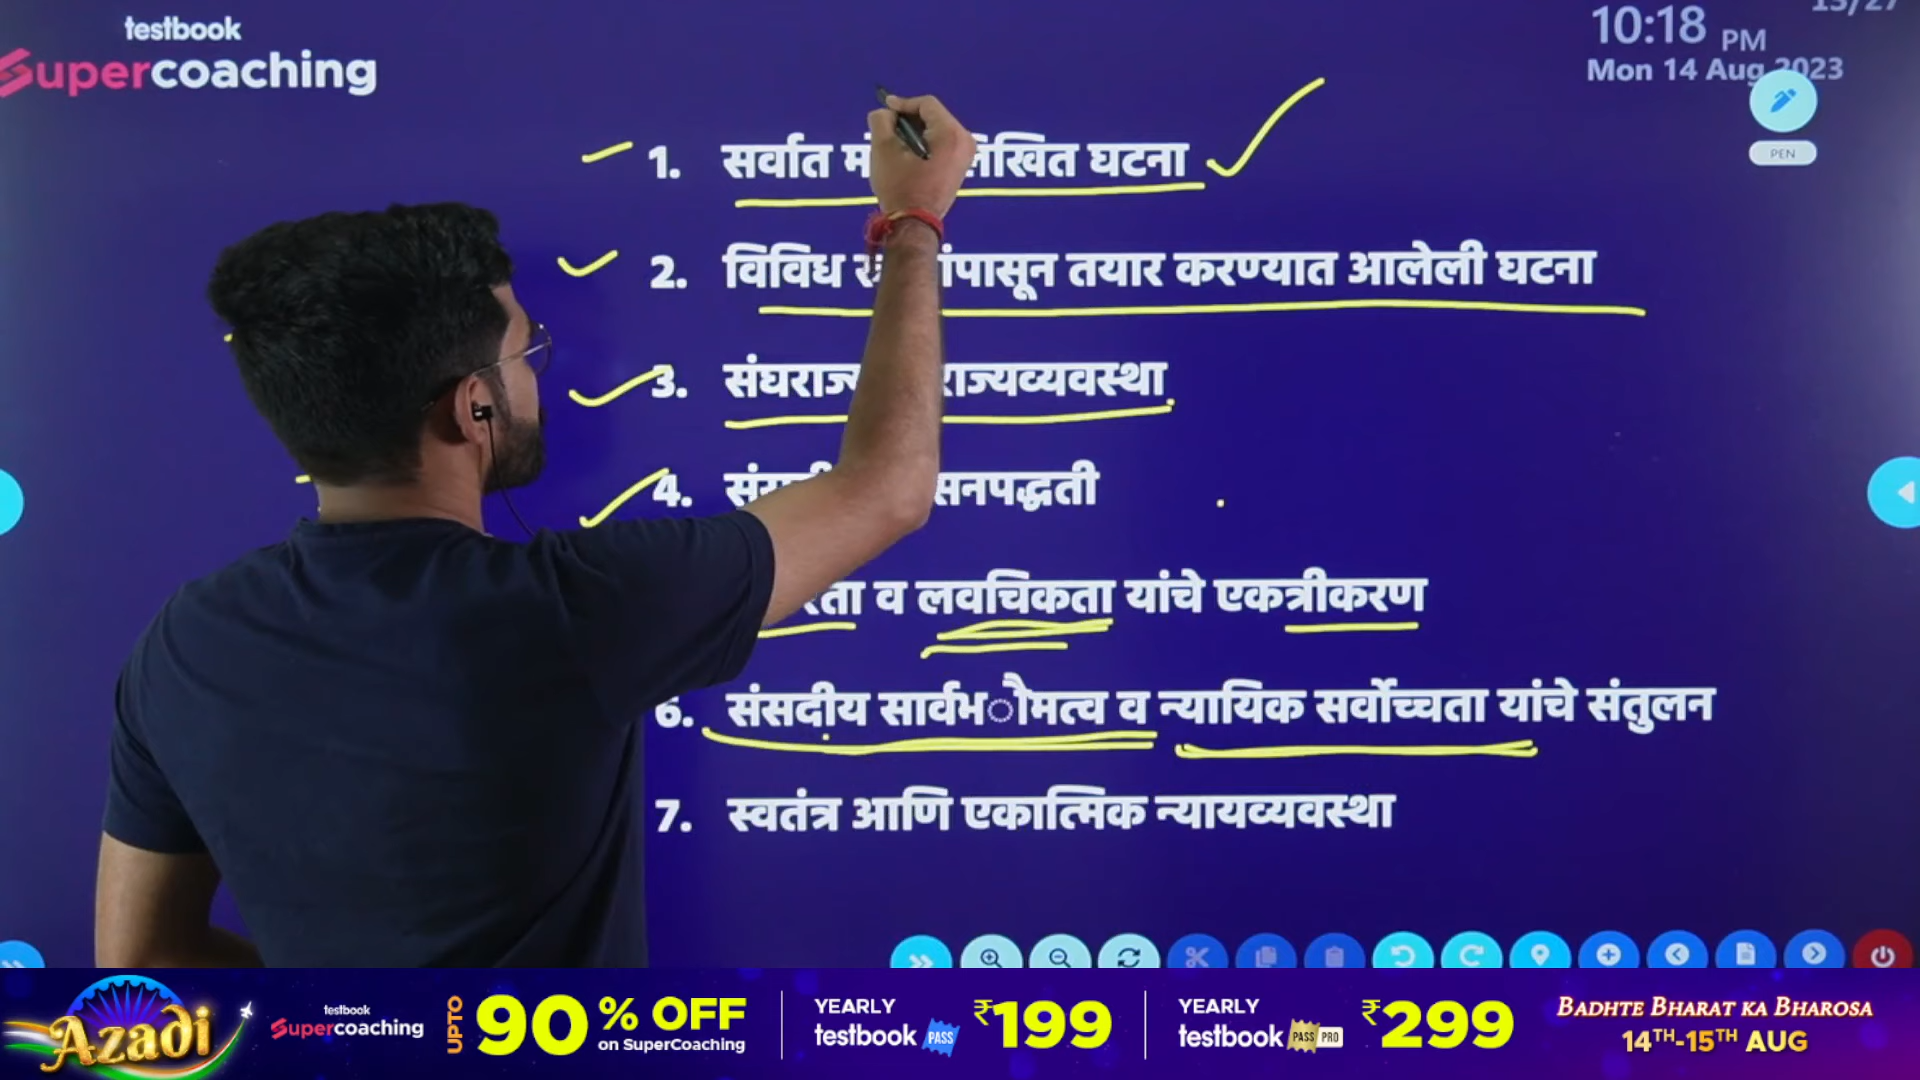 testbook
Supercoaching
10:18 PM
Mon 14 Aug 2023
PEN
1. सर्वात लिखित घटना
2. विविध तयार करण्यात आलेली घटना
3. राज्यव्यवस्था
4.
व लवचिकता यांचे एकत्रीकरण
6. संसदीय सार्वभौमत्व व न्यायिक सर्वोच्चता यांचे संतुलन
7. स्वतंत्र आणि एकात्मिक न्यायव्यवस्था
Azadi
testbook
Supercoaching
UPTO 90% OFF
on SuperCoaching
YEARLY
testbook PASS
₹199
YEARLY
testbook PASS PRO
₹299
BADHTE BHARAT KA BHAROSA
14TH-15TH AUG